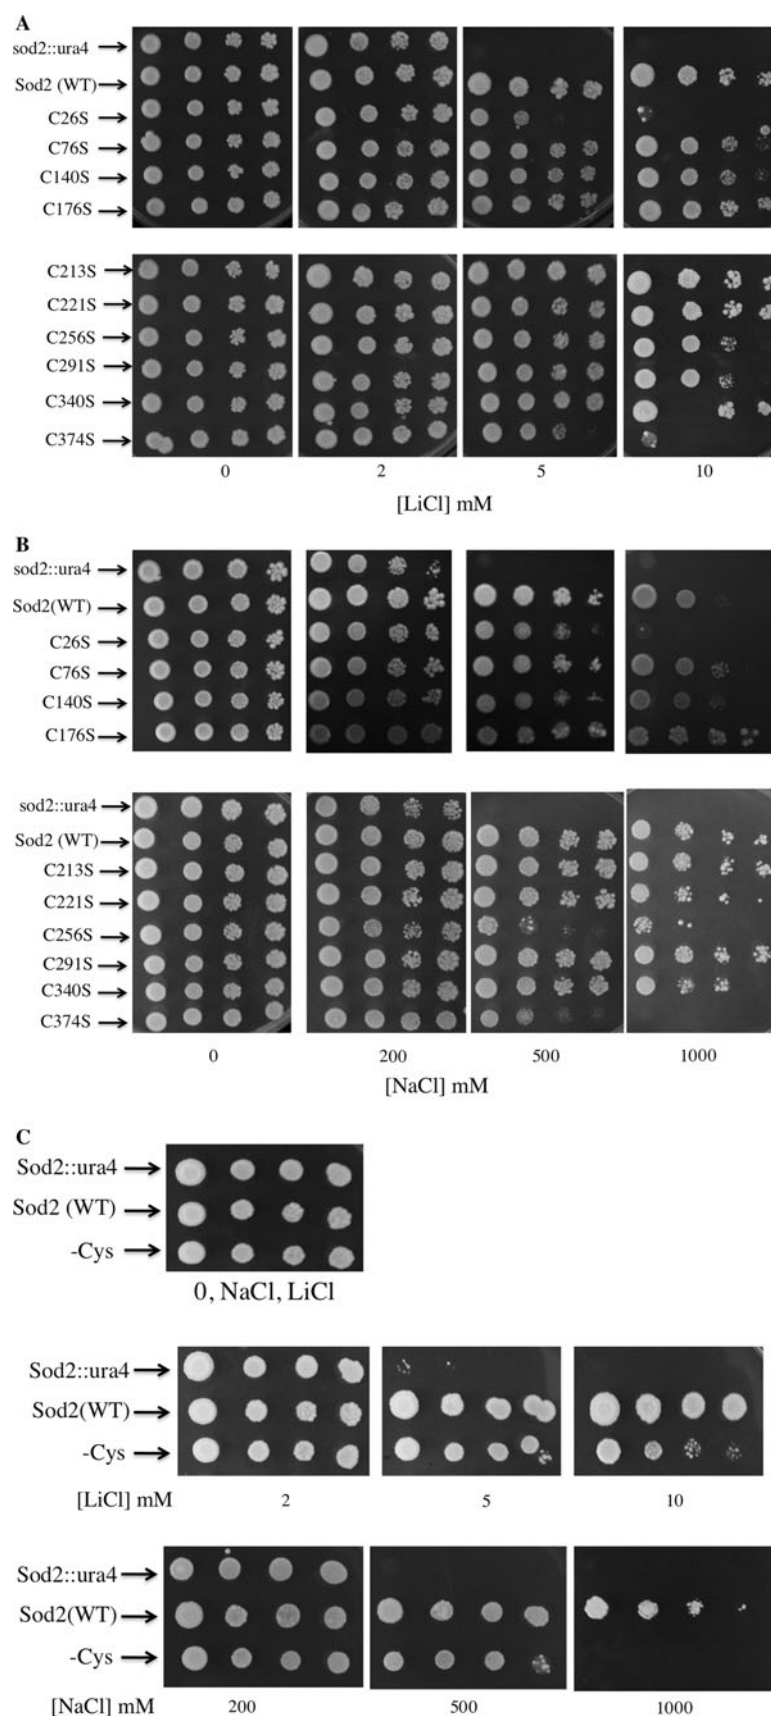 A
sod2::ura4
Sod2 (WT)
C26S
C76S
C140S
C176S
C213S
C221S
C256S
C291S
C340S
C374S
0 2 5 10
[LiCl] mM
B
sod2::ura4
Sod2(WT)
C26S
C76S
C140S
C176S
sod2::ura4
Sod2 (WT)
C213S
C221S
C256S
C291S
C340S
C374S
0 200 500 1000
[NaCl] mM
C
Sod2::ura4
Sod2 (WT)
-Cys
0, NaCl, LiCl
Sod2::ura4
Sod2(WT)
-Cys
[LiCl] mM 2 5 10
Sod2::ura4
Sod2(WT)
-Cys
[NaCl] mM 200 500 1000